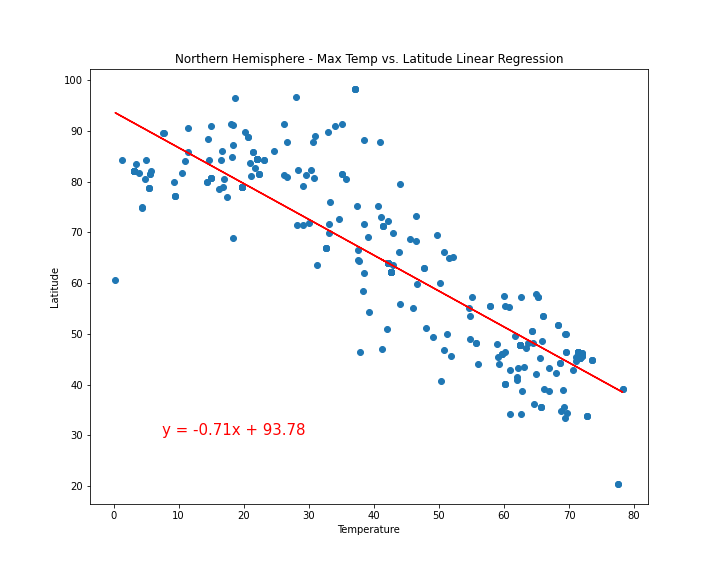 Northern Hemisphere - Max Temp vs. Latitude Linear Regression
Latitude
100
90
80
70
60
50
40
30
20
y = -0.71x + 93.78
0 10 20 30 40 50 60 70 80
Temperature